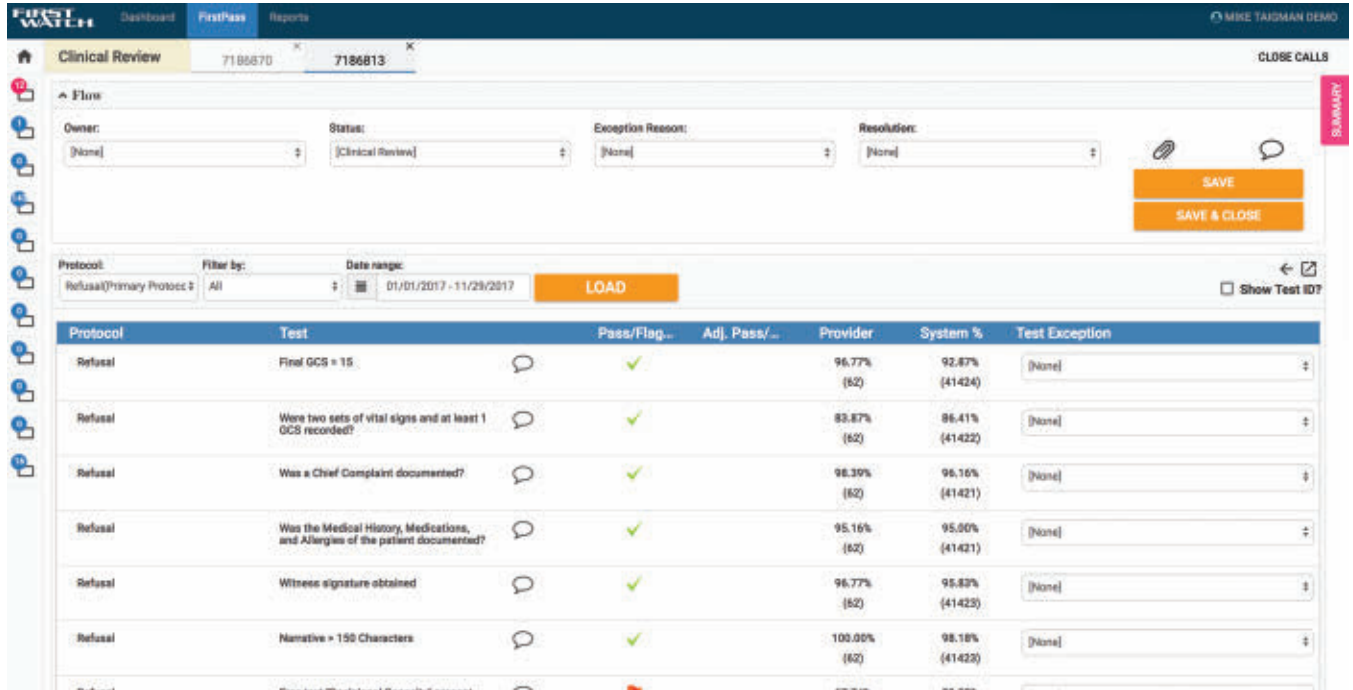 FIRST WATCH Dashboard FirstPass Reports MIKE TAIGMAN DEMO
Clinical Review 7186870 7186813 CLOSE CALLS
SUMMARY
Flow
Owner: Status: Exception Reason: Resolution:
[None] [Clinical Review] [None] [None]
SAVE
SAVE & CLOSE
Protocol: Filter by: Date range:
Refusal(Primary Protocc All 01/01/2017 - 11/29/2017 LOAD
Show Test ID?
Protocol Test Pass/Flag... Adj. Pass/... Provider System % Test Exception
Refusal Final GCS = 15 96.77% 92.87% [None]
(62) (41424)
Refusal Were two sets of vital signs and at least 1 83.87% 86.41% [None]
GCS recorded? (62) (41422)
Refusal Was a Chief Complaint documented? 98.39% 96.16% [None]
(62) (41421)
Refusal Was the Medical History, Medications, 95.16% 95.00% [None]
and Allergies of the patient documented? (62) (41421)
Refusal Witness signature obtained 96.77% 95.83% [None]
(62) (41423)
Refusal Narrative > 150 Characters 100.00% 98.18% [None]
(62) (41423)